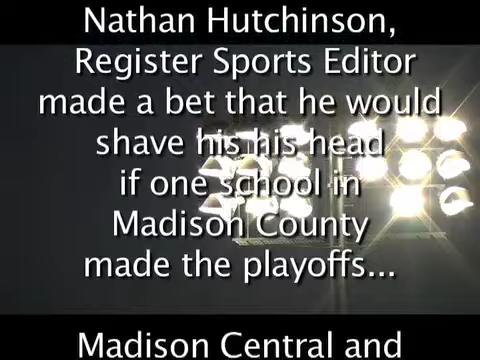 Nathan Hutchinson,
Register Sports Editor
made a bet that he would
shave his his head
if one school in
Madison County
made the playoffs...
Madison Central and